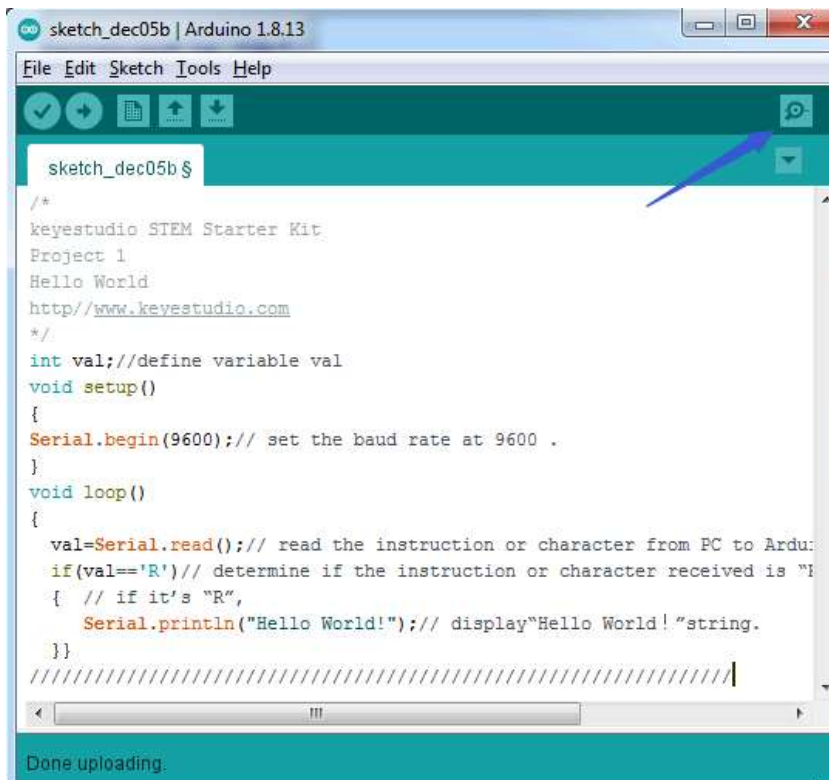 sketch_dec05b | Arduino 1.8.13
File Edit Sketch Tools Help
sketch_dec05b §
/*
keyestudio STEM Starter Kit
Project 1
Hello World
http//www.keyestudio.com
*/
int val;//define variable val
void setup()
{
Serial.begin(9600);// set the baud rate at 9600 .
}
void loop()
{
val=Serial.read();// read the instruction or character from PC to
if(val=='R')// determine if the instruction or character received is
{ // if it’s “R”,
Serial.println("Hello World!");// display“Hello World！”string.
}}
//////////////////////////////////////////////////////////////////
Done uploading.